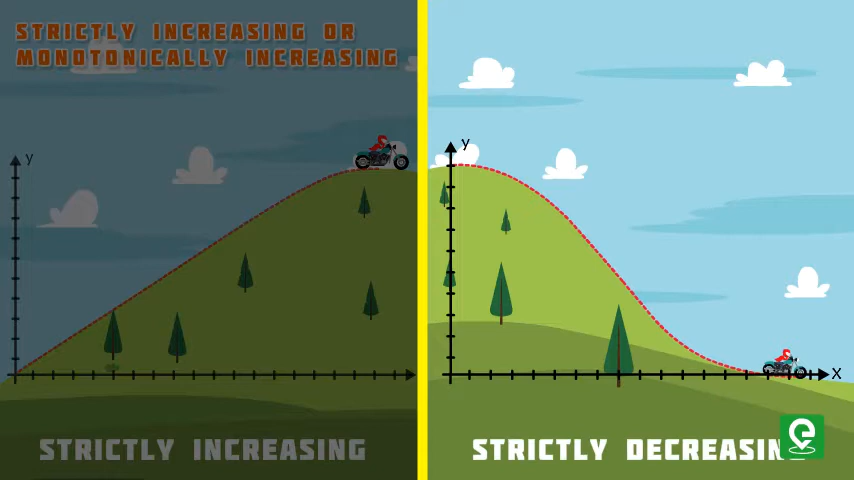 STRICTLY INCREASING OR
MONOTONICALLY INCREASING
y
STRICTLY INCREASING
y
x
STRICTLY DECREASING